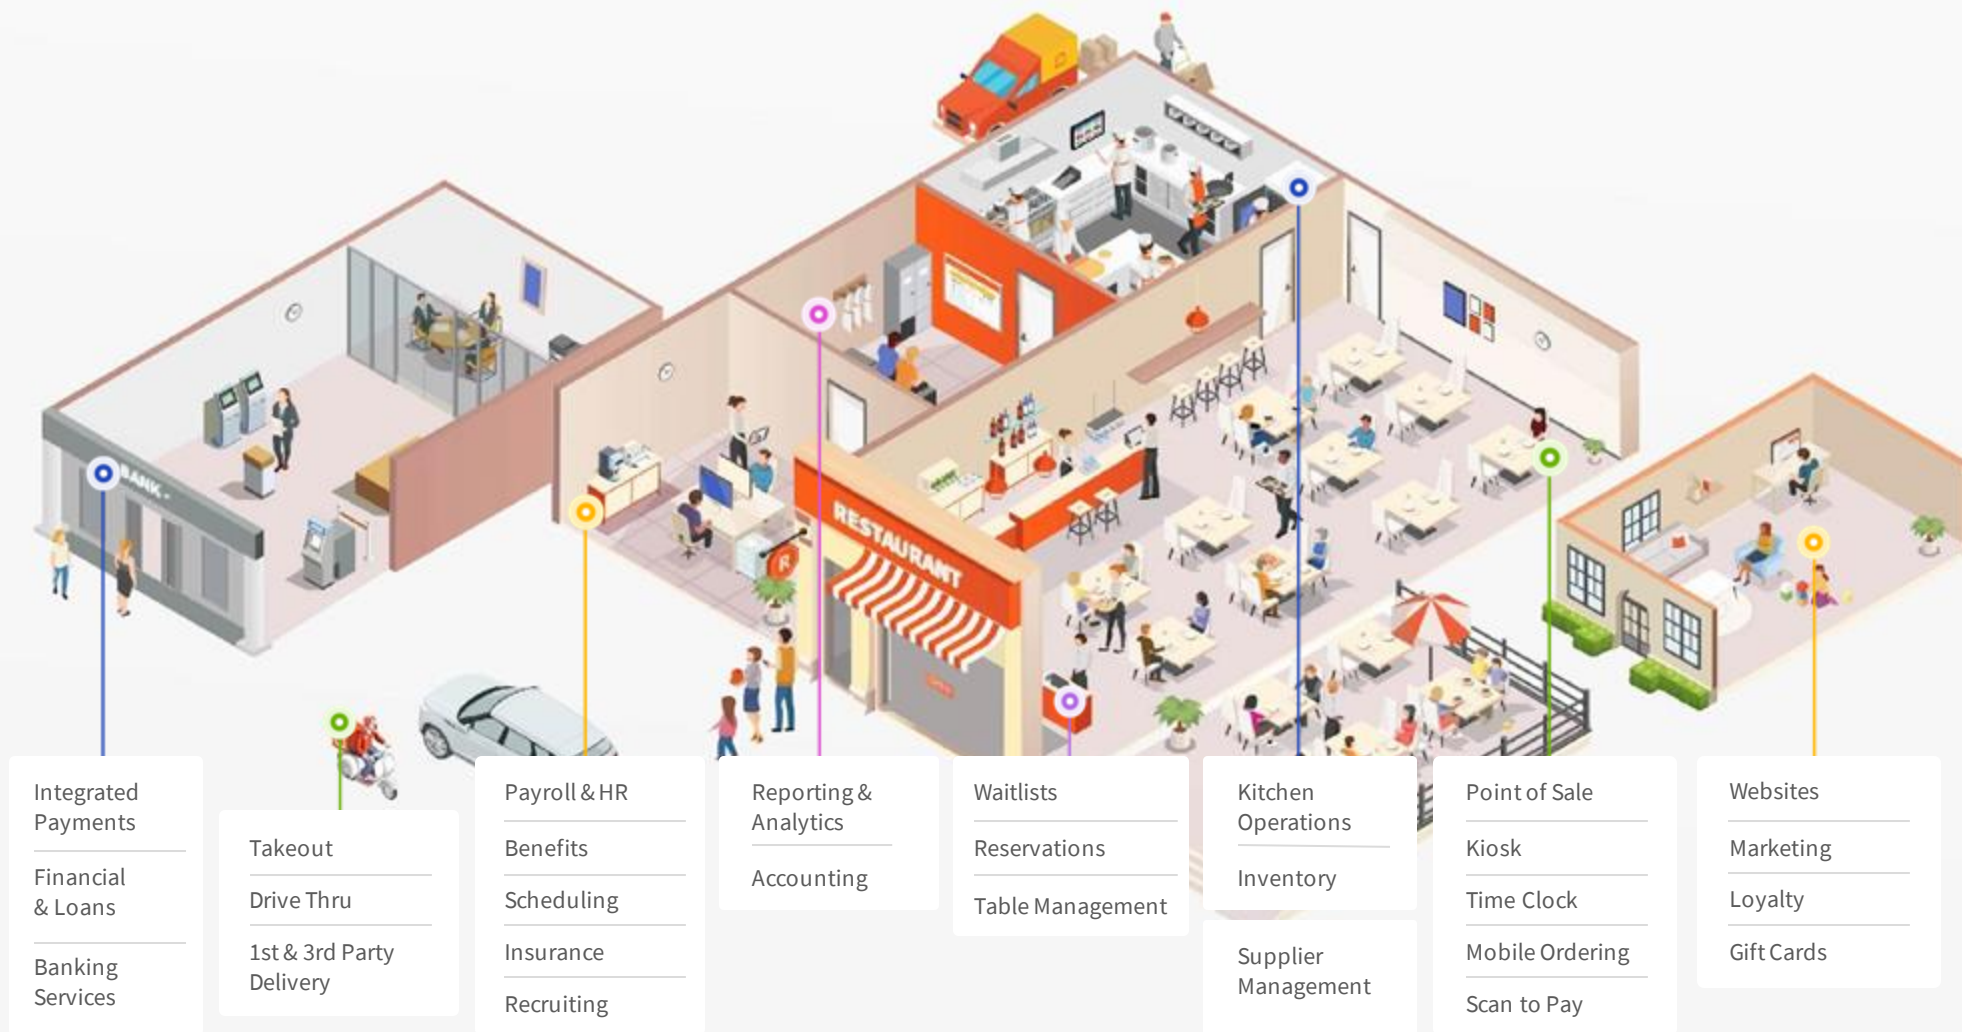 BANK
RESTAURANT
R
OPEN
Integrated
Payments
Financial
& Loans
Banking
Services
Takeout
Drive Thru
1st & 3rd Party
Delivery
Payroll & HR
Benefits
Scheduling
Insurance
Recruiting
Reporting &
Analytics
Accounting
Waitlists
Reservations
Table Management
Kitchen
Operations
Inventory
Supplier
Management
Point of Sale
Kiosk
Time Clock
Mobile Ordering
Scan to Pay
Websites
Marketing
Loyalty
Gift Cards